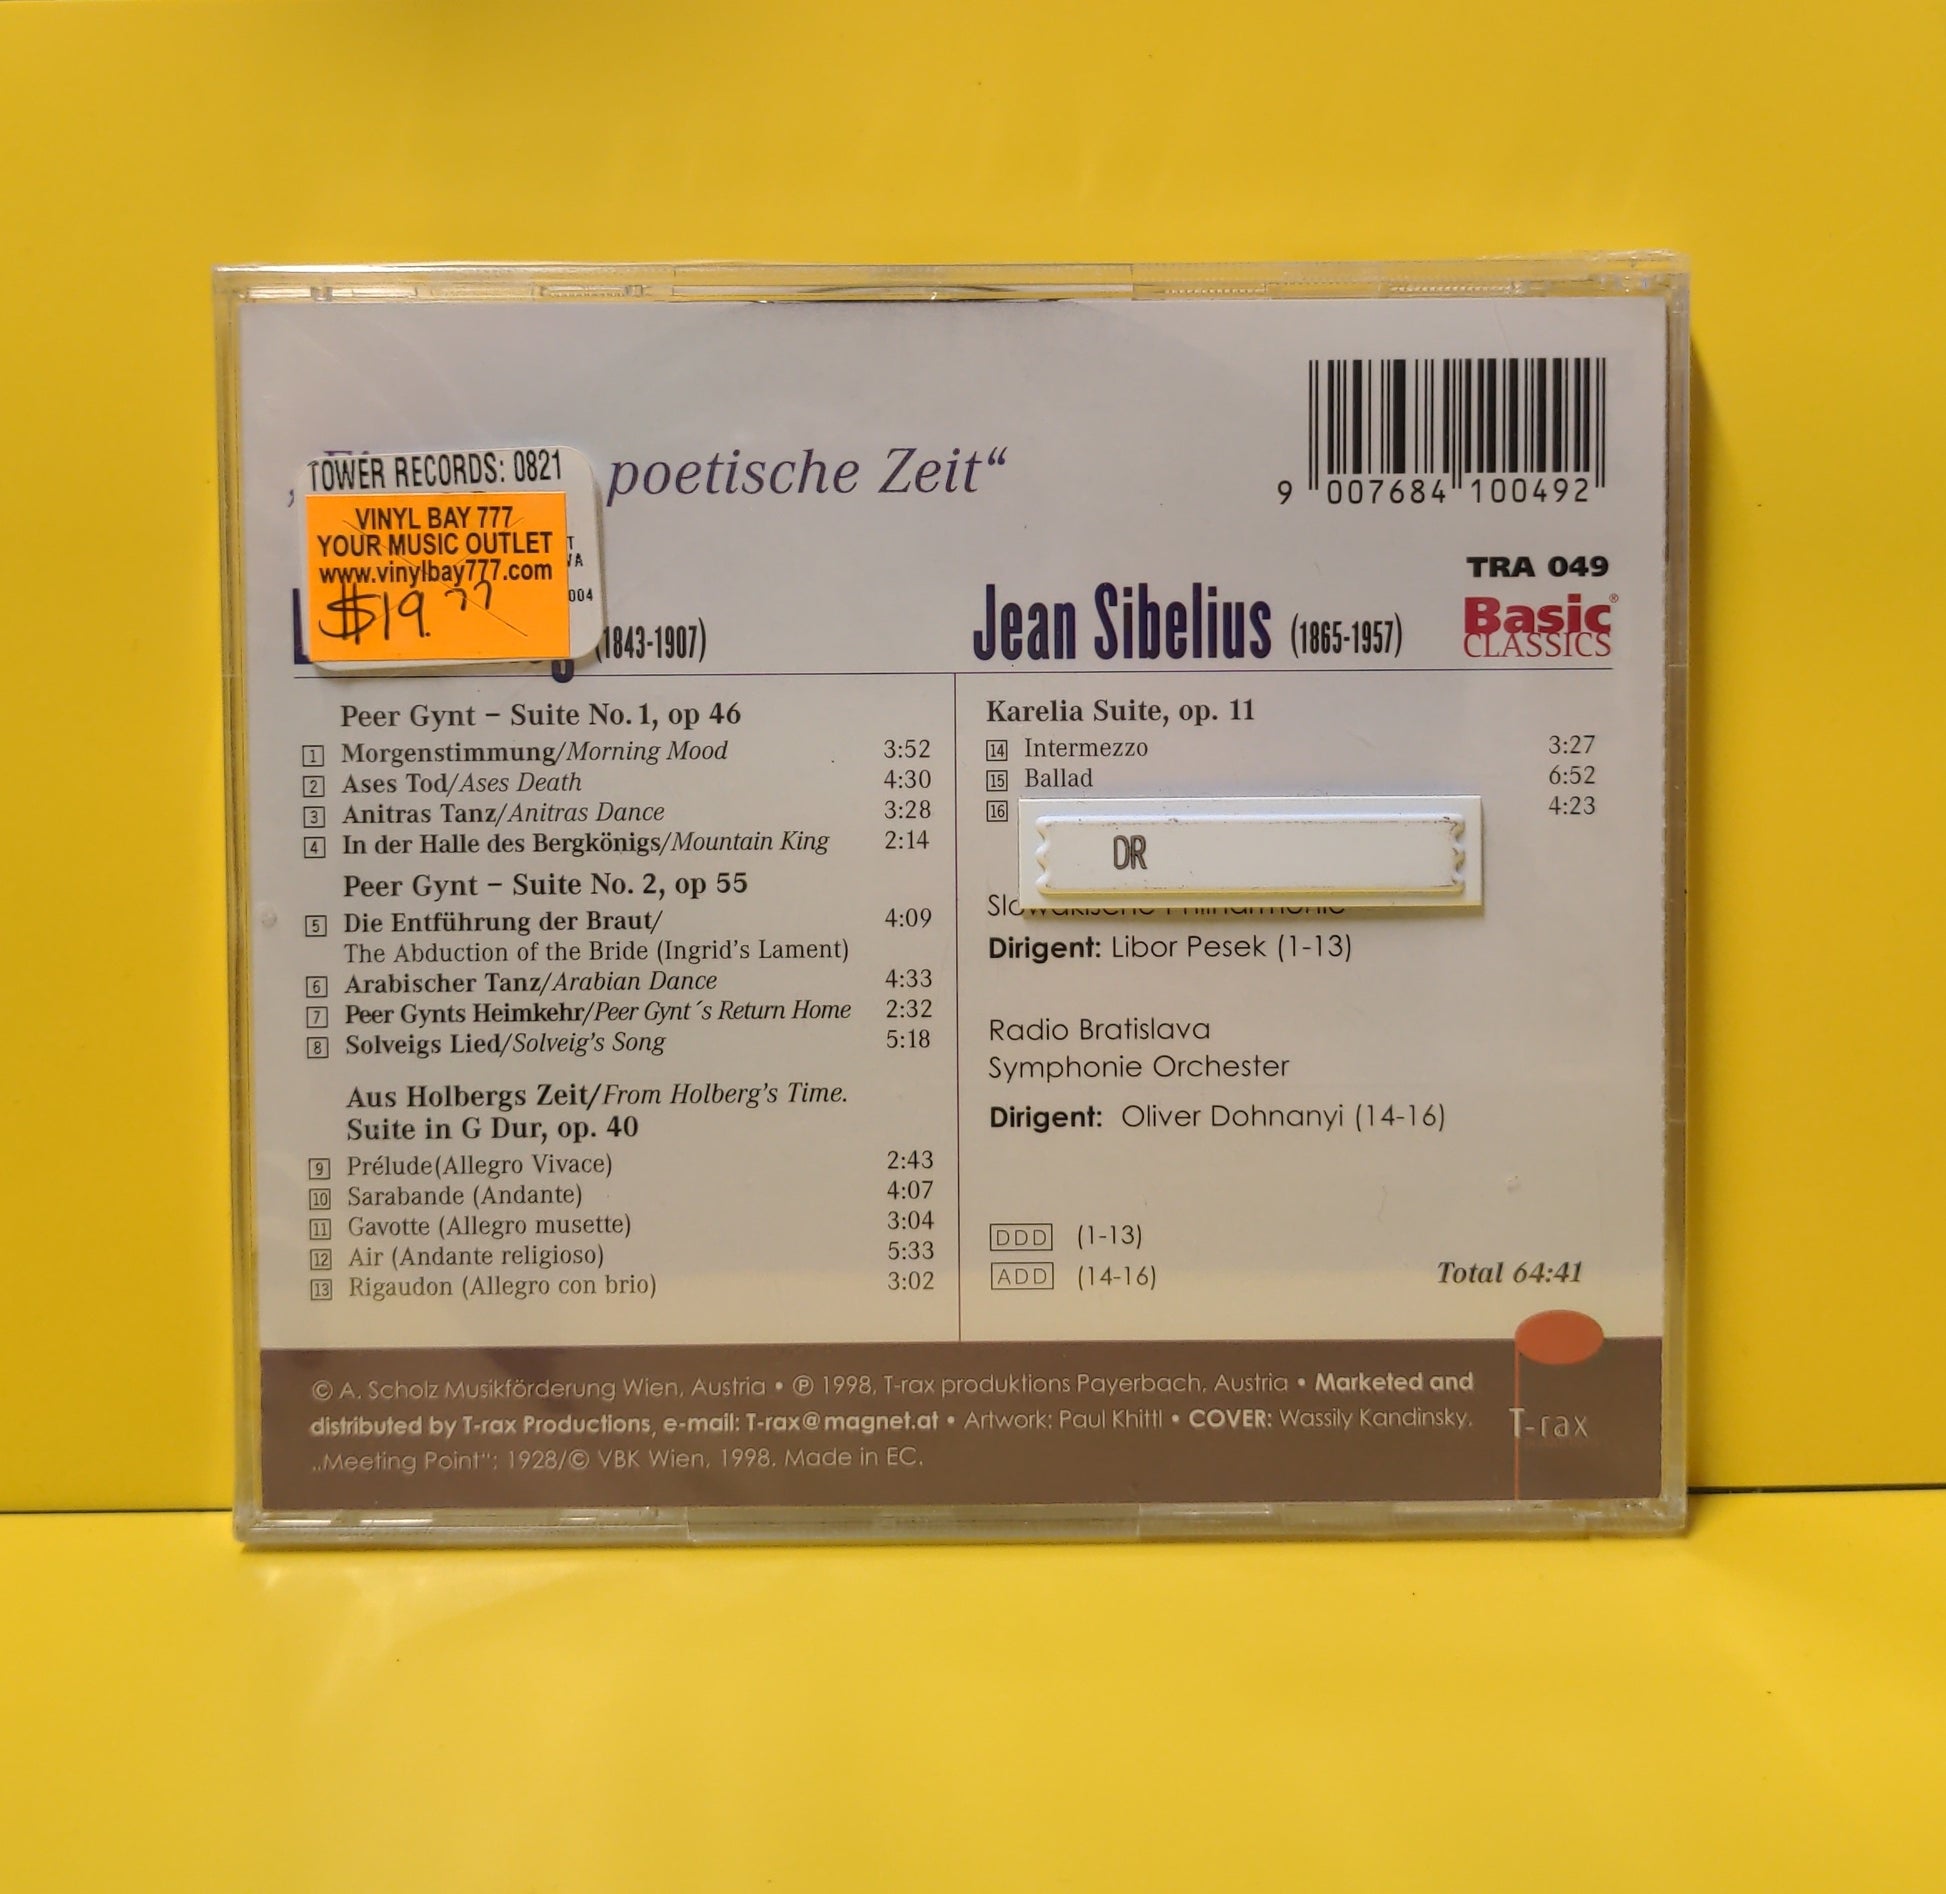 poetische Zeit“
9 007684 100492
TOWER RECORDS: 0821
VINYL BAY 777
YOUR MUSIC OUTLET
www.vinylbay777.com
$19.77
004
(1843-1907)
Jean Sibelius (1865-1957)
TRA 049
Basic®
CLASSICS
Peer Gynt – Suite No. 1, op 46
1 Morgenstimmung/Morning Mood 3:52
2 Ases Tod/Ases Death 4:30
3 Anitras Tanz/Anitras Dance 3:28
4 In der Halle des Bergkönigs/Mountain King 2:14
Peer Gynt – Suite No. 2, op 55
5 Die Entführung der Braut/ 4:09
The Abduction of the Bride (Ingrid's Lament)
6 Arabischer Tanz/Arabian Dance 4:33
7 Peer Gynts Heimkehr/Peer Gynt´s Return Home 2:32
8 Solveigs Lied/Solveig's Song 5:18
Aus Holbergs Zeit/From Holberg's Time.
Suite in G Dur, op. 40
9 Prélude(Allegro Vivace) 2:43
10 Sarabande (Andante) 4:07
11 Gavotte (Allegro musette) 3:04
12 Air (Andante religioso) 5:33
13 Rigaudon (Allegro con brio) 3:02
Karelia Suite, op. 11
14 Intermezzo 3:27
15 Ballad 6:52
16 4:23
DR
Dirigent: Libor Pesek (1-13)
Radio Bratislava
Symphonie Orchester
Dirigent: Oliver Dohnanyi (14-16)
DDD (1-13)
ADD (14-16)
Total 64:41
© A. Scholz Musikförderung Wien, Austria • ℗ 1998, T-rax produktions Payerbach, Austria • Marketed and
distributed by T-rax Productions, e-mail: T-rax@magnet.at • Artwork: Paul Khittl • COVER: Wassily Kandinsky,
„Meeting Point“; 1928/© VBK Wien, 1998. Made in EC.
T-rax